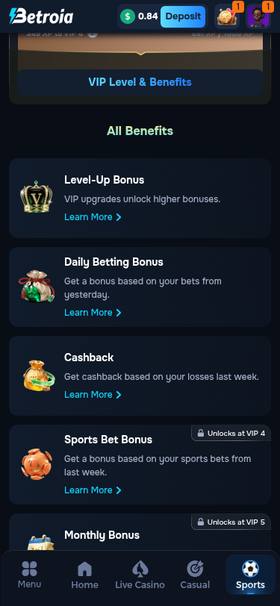 Betroia
$ 0.84 Deposit
1
1
VIP Level & Benefits
All Benefits
Level-Up Bonus
VIP upgrades unlock higher bonuses.
Learn More >
Daily Betting Bonus
Get a bonus based on your bets from
yesterday.
Learn More >
Cashback
Get cashback based on your losses last week.
Learn More >
Unlocks at VIP 4
Sports Bet Bonus
Get a bonus based on your sports bets from
last week.
Learn More >
Unlocks at VIP 5
Monthly Bonus
Menu Home Live Casino Casual Sports